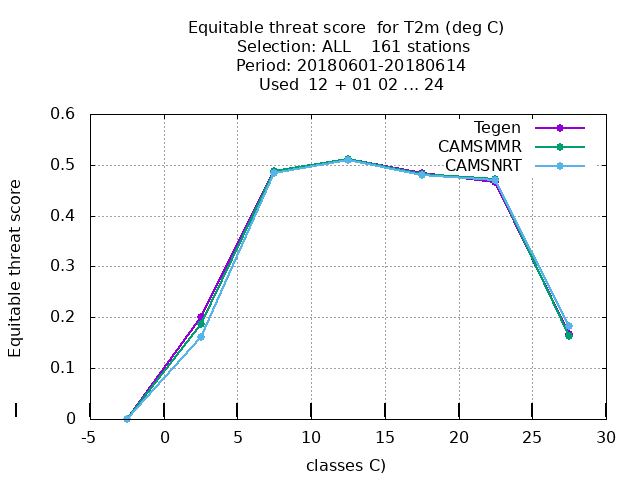 Equitable threat score  for T2m (deg C)
Selection: ALL    161 stations
Period: 20180601-20180614
Used  12 + 01 02 ... 24
Equitable threat score
0.6
0.5
0.4
0.3
0.2
0.1
0
Tegen
CAMSMMR
CAMSNRT
-5
0
5
10
15
20
25
30
classes C)